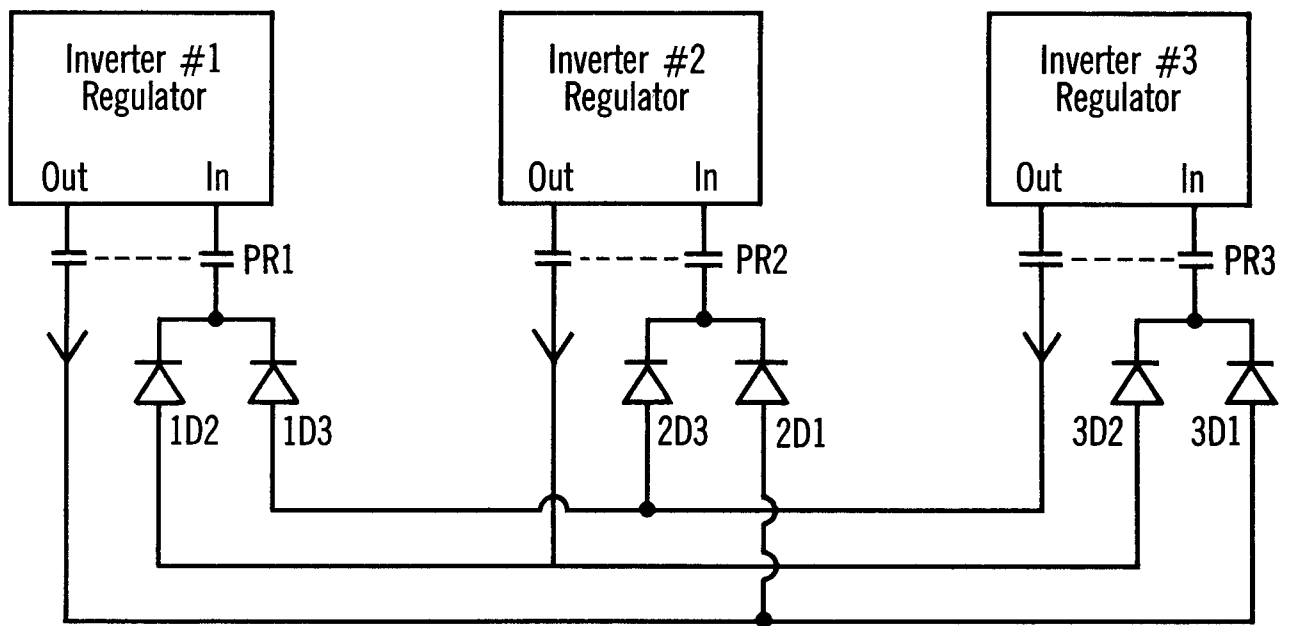 Inverter #1
Regulator
Out In
PR1
1D2
1D3
Inverter #2
Regulator
Out In
PR2
2D3
2D1
Inverter #3
Regulator
Out In
PR3
3D2
3D1